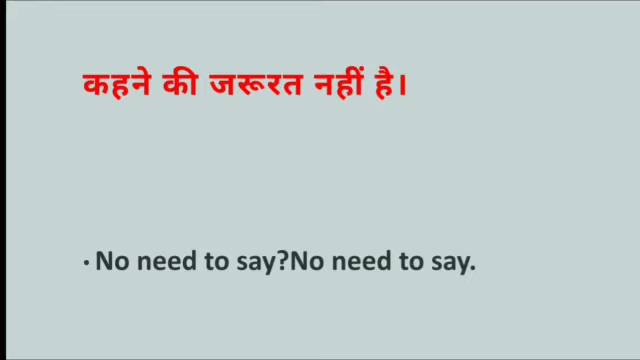 कहने की जरूरत नहीं है।
• No need to say?No need to say.